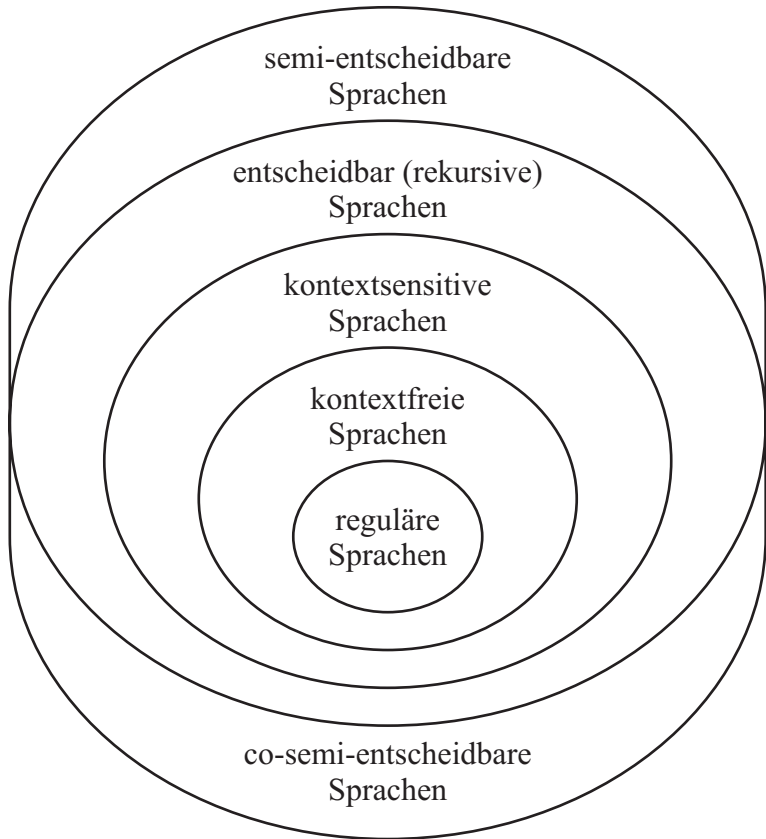 semi-entscheidbare
Sprachen
entscheidbar (rekursive)
Sprachen
kontextsensitive
Sprachen
kontextfreie
Sprachen
reguläre
Sprachen
co-semi-entscheidbare
Sprachen